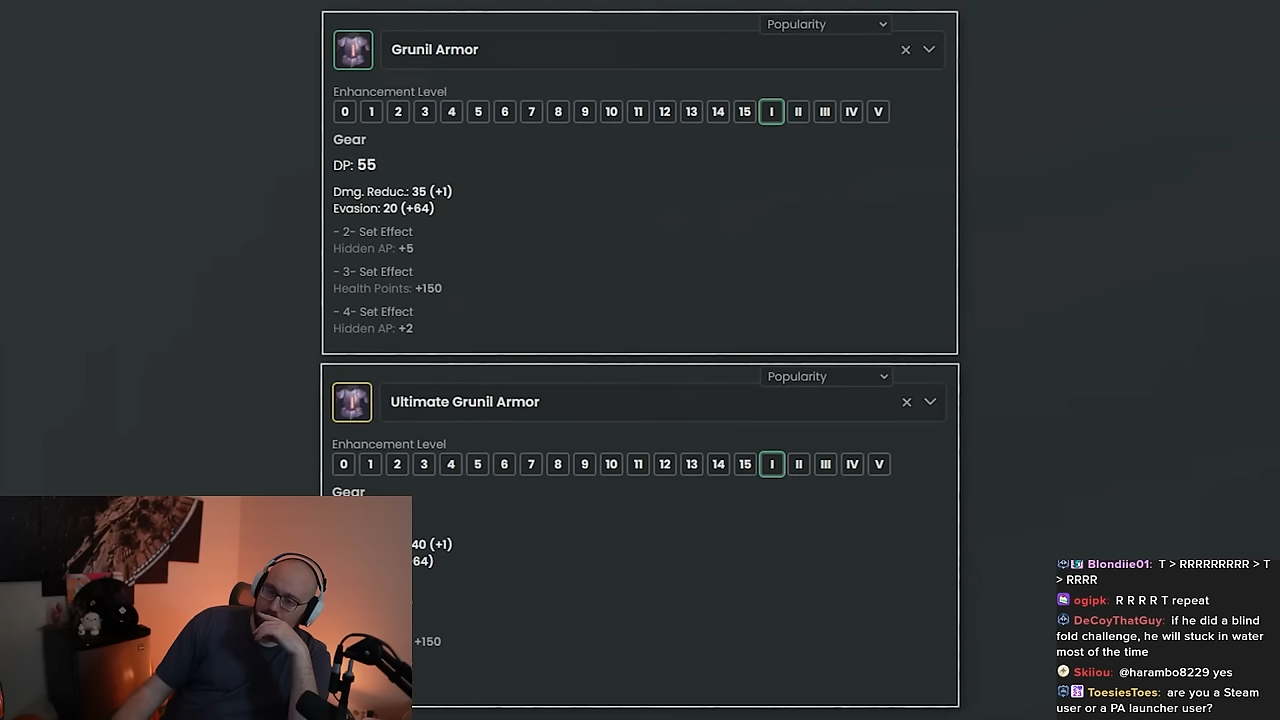 Popularity
Grunil Armor
Enhancement Level
0 1 2 3 4 5 6 7 8 9 10 11 12 13 14 15 I II III IV V
Gear
DP: 55
Dmg. Reduc.: 35 (+1)
Evasion: 20 (+64)
- 2- Set Effect
Hidden AP: +5
- 3- Set Effect
Health Points: +150
- 4- Set Effect
Hidden AP: +2
Popularity
Ultimate Grunil Armor
Enhancement Level
0 1 2 3 4 5 6 7 8 9 10 11 12 13 14 15 I II III IV V
Gear
40 (+1)
64)
+150
Blondiie01: T > RRRRRRRRR > T
> RRRR
ogipk: R R R R T repeat
DeCoyThatGuy: if he did a blind
fold challenge, he will stuck in water
most of the time
Skiiou: @harambo8229 yes
ToesiesToes: are you a Steam
user or a PA launcher user?